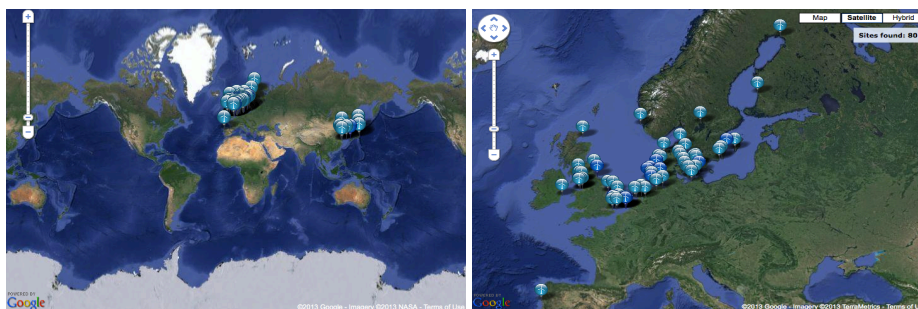 POWERED BY
Google
©2013 Google - Imagery ©2013 NASA - Terms of Use
Map
Satellite
Hybrid
Sites found: 80
POWERED BY
Google
©2013 Google - Imagery ©2013 TerraMetrics - Terms of U